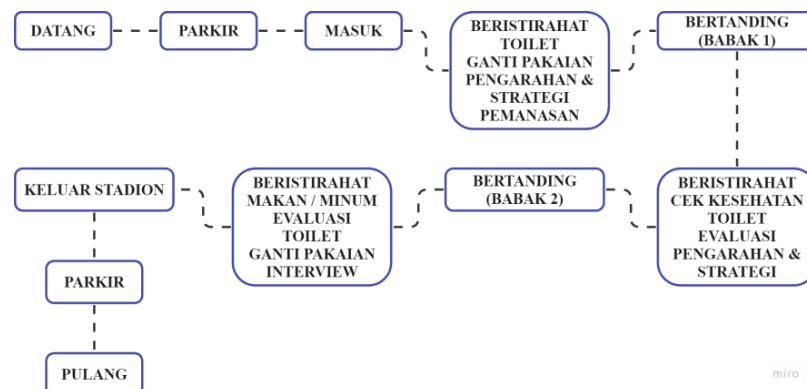 DATANG
PARKIR
MASUK
BERISTIRAHAT
TOILET
GANTI PAKAIAN
PENGARAHAN &
STRATEGI
PEMANASAN
BERTANDING
(BABAK 1)
BERISTIRAHAT
CEK KESEHATAN
TOILET
EVALUASI
PENGARAHAN &
STRATEGI
BERTANDING
(BABAK 2)
BERISTIRAHAT
MAKAN / MINUM
EVALUASI
TOILET
GANTI PAKAIAN
INTERVIEW
KELUAR STADION
PARKIR
PULANG
miro